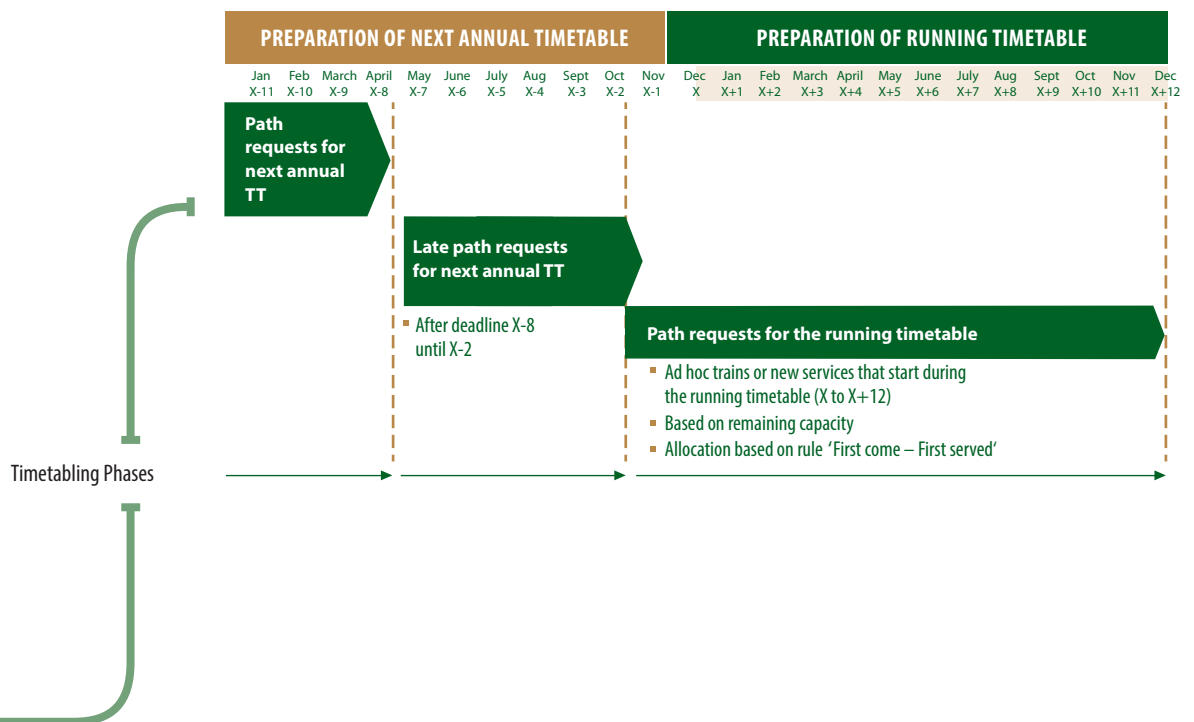 PREPARATION OF NEXT ANNUAL TIMETABLE PREPARATION OF RUNNING TIMETABLE
Jan Feb March April May June July Aug Sept Oct Nov Dec Jan Feb March April May June July Aug Sept Oct Nov Dec
X-11 X-10 X-9 X-8 X-7 X-6 X-5 X-4 X-3 X-2 X-1 X X+1 X+2 X+3 X+4 X+5 X+6 X+7 X+8 X+9 X+10 X+11 X+12
Path
requests for
next annual
TT
Late path requests
for next annual TT
After deadline X-8
until X-2
Path requests for the running timetable
Ad hoc trains or new services that start during
the running timetable (X to X+12)
Based on remaining capacity
Allocation based on rule ‘First come – First served‘
Timetabling Phases